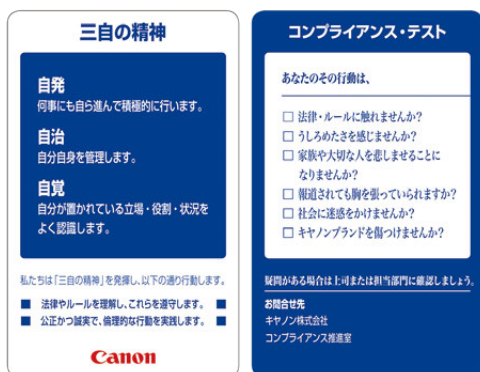 三自の精神
自発
何事にも自ら進んで積極的に行います。
自治
自分自身を管理します。
自覚
自分が置かれている立場・役割・状況を
よく認識します。
私たちは「三自の精神」を発揮し、以下の通り行動します。
■ 法律やルールを理解し、これらを遵守します。 ■
■ 公正かつ誠実で、倫理的な行動を実践します。 ■
Canon
コンプライアンス・テスト
あなたのその行動は、
□ 法律・ルールに触れませんか?
□ うしろめたさを感じませんか?
□ 家族や大切な人を悲しませることに
なりませんか?
□ 報道されても胸を張っていられますか?
□ 社会に迷惑をかけませんか?
□ キヤノンブランドを傷つけませんか?
疑問がある場合は上司または担当部門に確認しましょう。
お問合せ先
キヤノン株式会社
コンプライアンス推進室